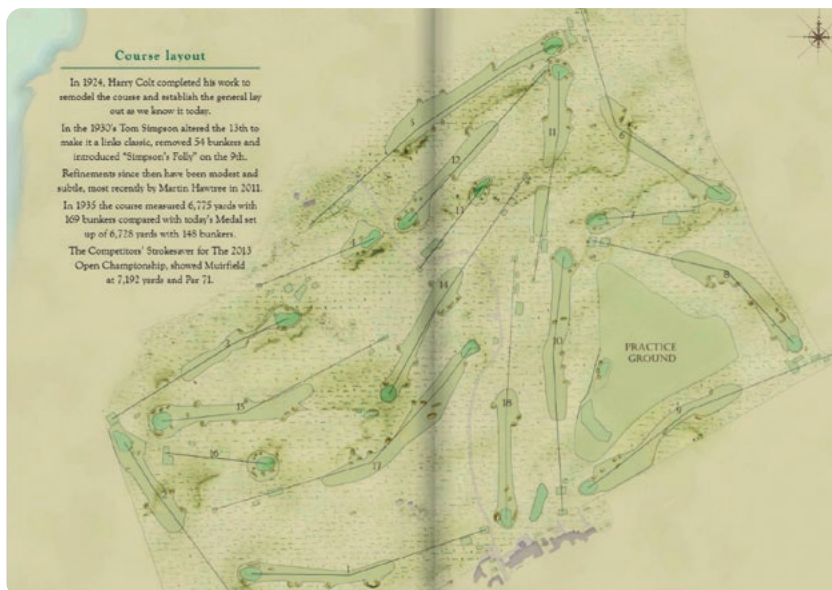 Course layout
In 1924, Harry Colt completed his work to
remodel the course and establish the general lay
out as we know it today.
In the 1930's Tom Simpson altered the 13th to
make it a links classic, removed 54 bunkers and
introduced "Simpson's Folly" on the 9th.
Refinements since then have been modest and
subtle, most recently by Martin Hawtree in 2011.
In 1935 the course measured 6,775 yards with
169 bunkers compared with today's Medal set
up of 6,728 yards with 148 bunkers.
The Competitors' Strokesaver for The 2013
Open Championship, showed Muirfield
at 7,192 yards and Par 71.
5
11
6
12
13
7
4
8
14
10
PRACTICE
GROUND
3
15
18
9
16
17
2
1